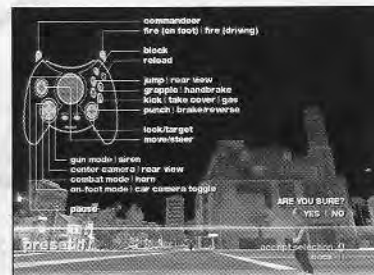 commandeer
fire (on foot) | fire (driving)
block
reload
jump | rear view
grapple | handbrake
kick | take cover | gas
punch | brake/reverse
look/target
move/steer
gun mode | siren
center camera | rear view
combat mode | horn
on-foot mode | car camera toggle
pause
ARE YOU SURE?
YES | NO
preset 1
accept selection